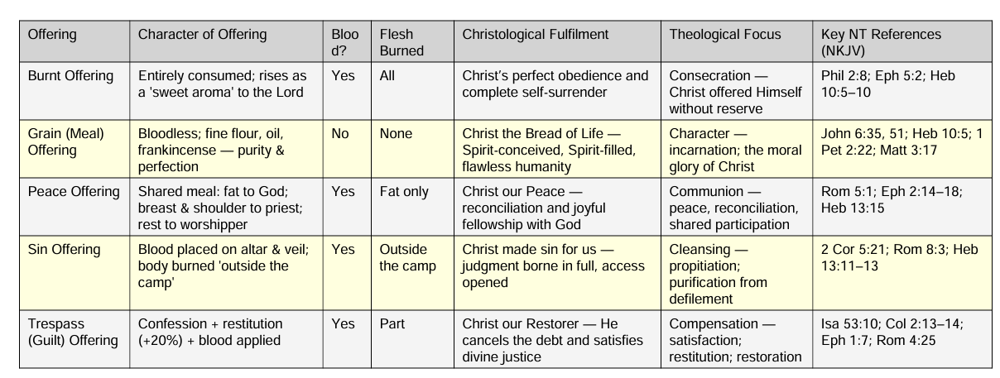 Offering Character of Offering Bloo d? Flesh Burned Christological Fulfilment Theological Focus Key NT References (NKJV)
Burnt Offering
Entirely consumed; rises as
a 'sweet aroma' to the Lord
Yes
All
Christ's perfect obedience and
complete self-surrender
Consecration —
Christ offered Himself
without reserve
Phil 2:8; Eph 5:2; Heb
10:5–10
Grain (Meal)
Offering
Bloodless; fine flour, oil,
frankincense — purity &
perfection
No
None
Christ the Bread of Life —
Spirit-conceived, Spirit-filled,
flawless humanity
Character —
incarnation; the moral
glory of Christ
John 6:35, 51; Heb 10:5; 1
Pet 2:22; Matt 3:17
Peace Offering
Shared meal: fat to God;
breast & shoulder to priest;
rest to worshipper
Yes
Fat only
Christ our Peace —
reconciliation and joyful
fellowship with God
Communion —
peace, reconciliation,
shared participation
Rom 5:1; Eph 2:14–18;
Heb 13:15
Sin Offering
Blood placed on altar & veil;
body burned 'outside the
camp'
Yes
Outside
the camp
Christ made sin for us —
judgment borne in full, access
opened
Cleansing —
propitiation;
purification from
defilement
2 Cor 5:21; Rom 8:3; Heb
13:11–13
Trespass
(Guilt) Offering
Confession + restitution
(+20%) + blood applied
Yes
Part
Christ our Restorer — He
cancels the debt and satisfies
divine justice
Compensation —
satisfaction;
restitution; restoration
Isa 53:10; Col 2:13–14;
Eph 1:7; Rom 4:25